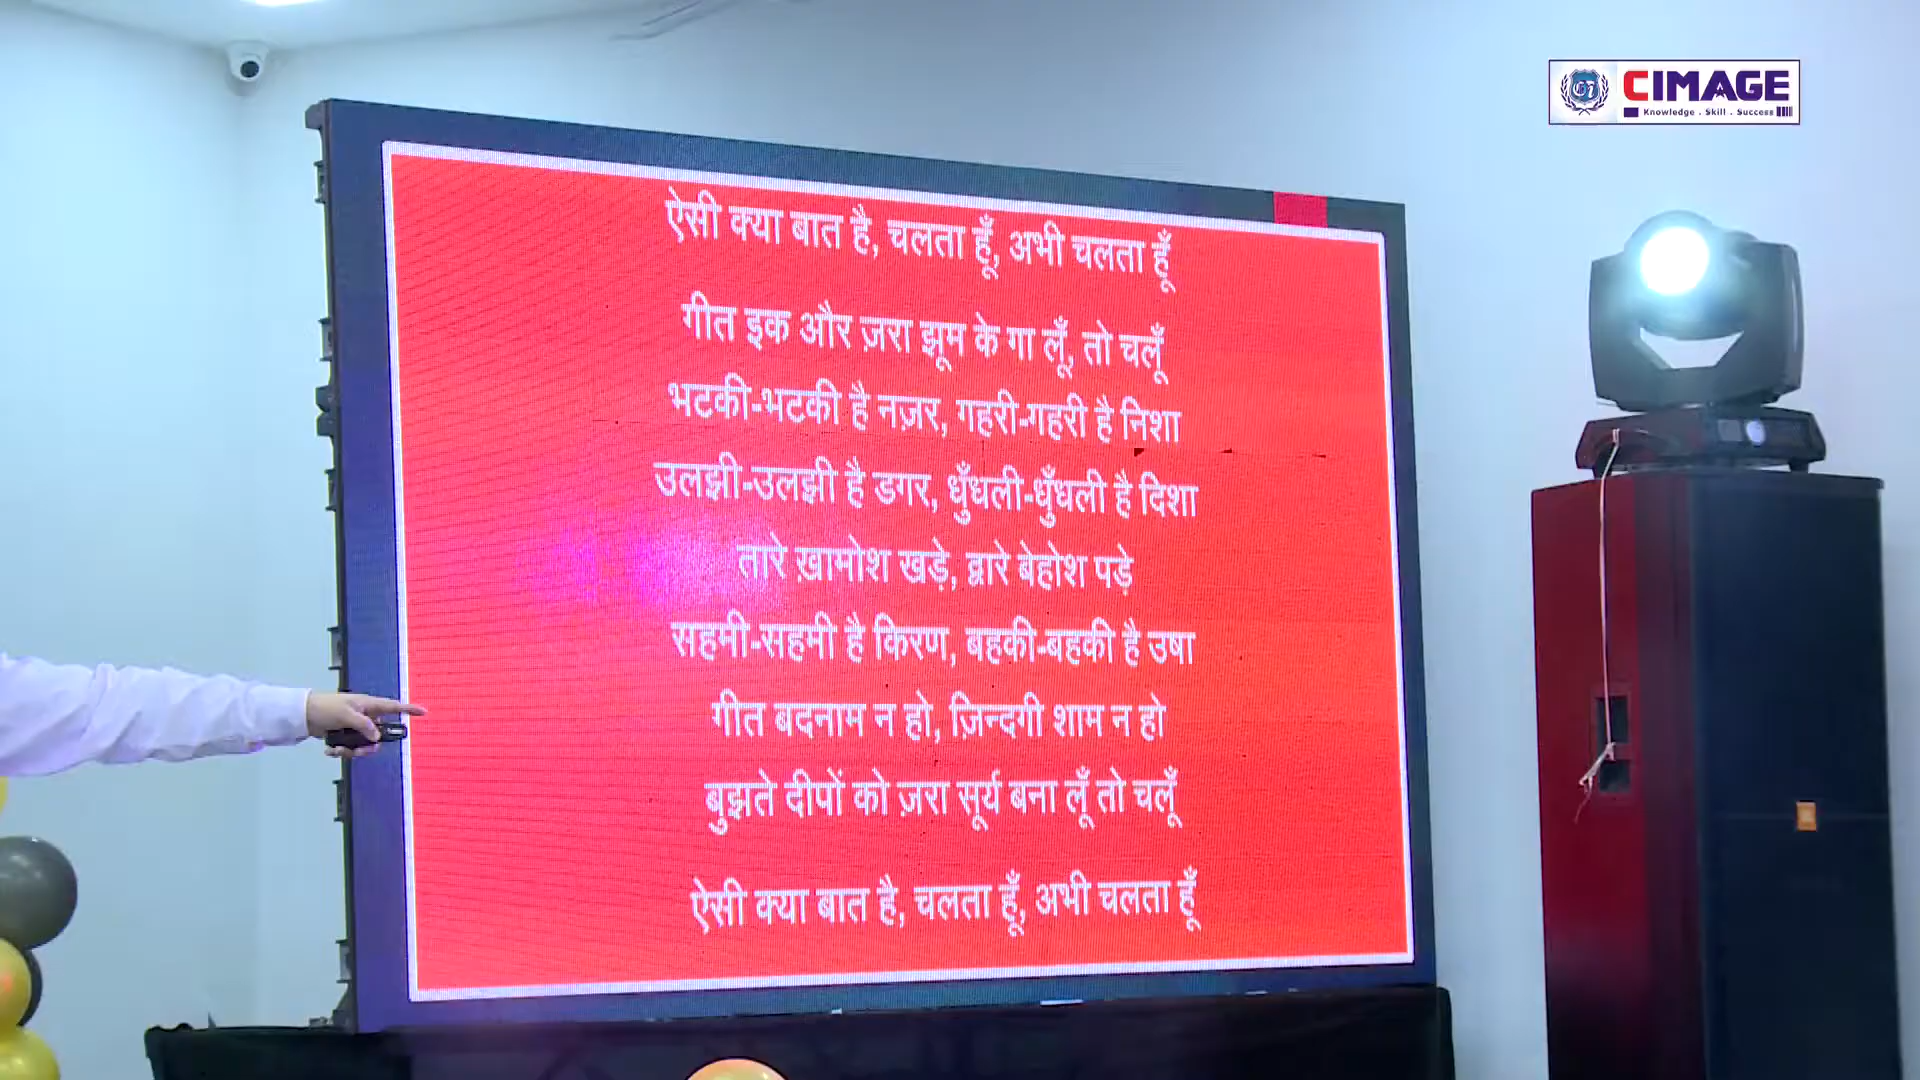 CIMAGE
Knowledge . Skill . Success
ऐसी क्या बात है, चलता हूँ, अभी चलता हूँ
गीत इक और ज़रा झूम के गा लूँ, तो चलूँ
भटकी-भटकी है नज़र, गहरी-गहरी है निशा
उलझी-उलझी है डगर, धुँधली-धुँधली है दिशा
तारे ख़ामोश खड़े, द्वारे बेहोश पड़े
सहमी-सहमी है किरण, बहकी-बहकी है उषा
गीत बदनाम न हो, ज़िन्दगी शाम न हो
बुझते दीपों को ज़रा सूर्य बना लूँ तो चलूँ
ऐसी क्या बात है, चलता हूँ, अभी चलता हूँ